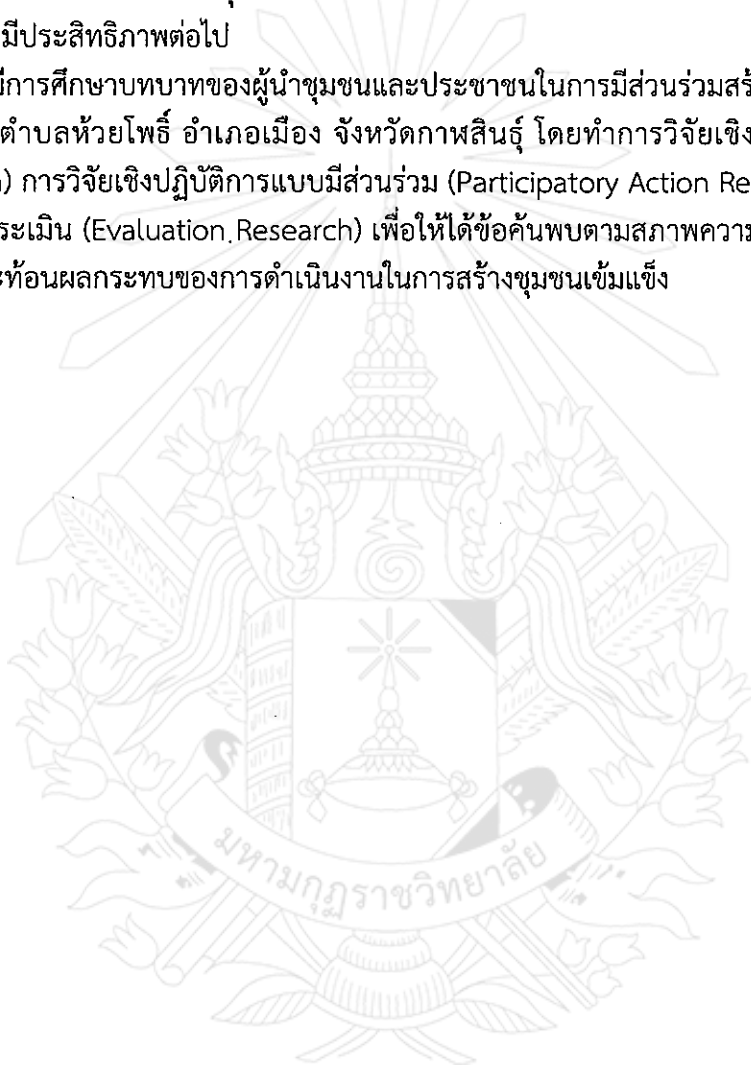 มีประสิทธิภาพต่อไป
มีการศึกษาบทบาทของผู้นำชุมชนและประชาชนในการมีส่วนร่วมสร้
ตำบลห้วยโพธิ์ อำเภอเมือง จังหวัดกาฬสินธุ์ โดยทำการวิจัยเชิง
) การวิจัยเชิงปฏิบัติการแบบมีส่วนร่วม (Participatory Action Re
ระเมิน (Evaluation.Research) เพื่อให้ได้ข้อค้นพบตามสภาพความ
ะท้อนผลกระทบของการดำเนินงานในการสร้างชุมชนเข้มแข็ง
มหามกุฏราชวิทยาลัย